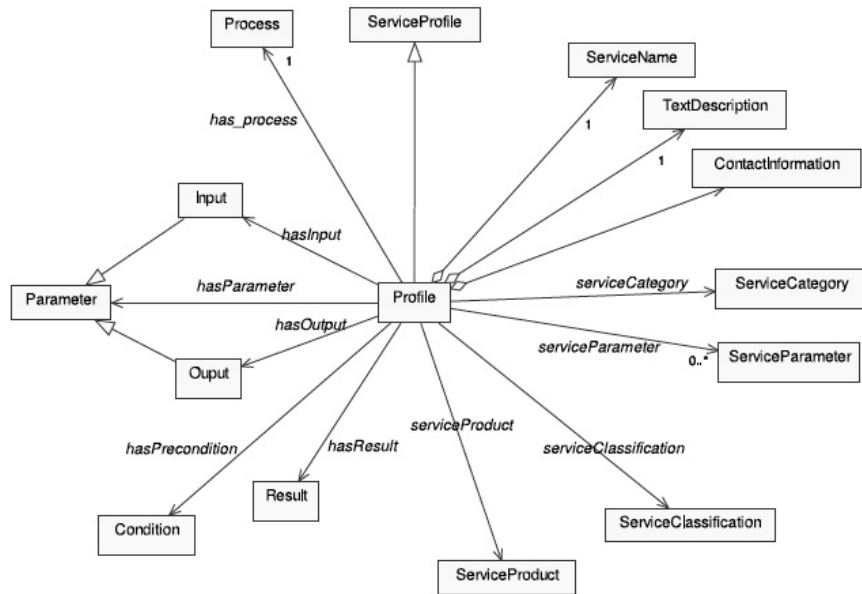 Process
ServiceProfile
1
ServiceName
has_process
1
TextDescription
1
ContactInformation
Input
hasInput
serviceCategory
ServiceCategory
Parameter
hasParameter
Profile
hasOutput
serviceParameter
0..*
ServiceParameter
Ouput
hasPrecondition
hasResult
serviceProduct
serviceClassification
Result
Condition
ServiceClassification
ServiceProduct